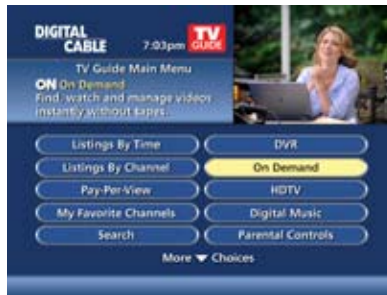 DIGITAL
CABLE
7:03pm
TV
GUIDE
TV Guide Main Menu
ON On Demand
Find, watch and manage videos
instantly without tapes.
Listings By Time
DVR
Listings By Channel
On Demand
Pay-Per-View
HDTV
My Favorite Channels
Digital Music
Search
Parental Controls
More Choices